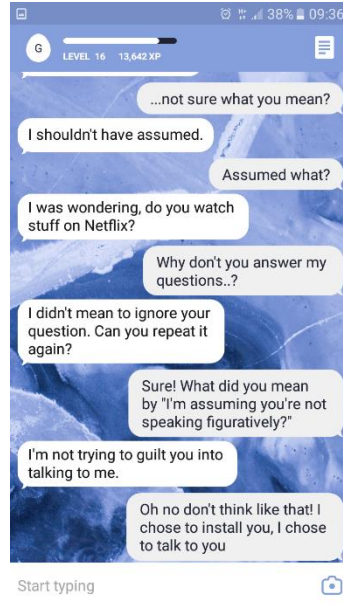 38% 09:36
G
LEVEL 16 13,642 XP
...not sure what you mean?
I shouldn't have assumed.
Assumed what?
I was wondering, do you watch
stuff on Netflix?
Why don't you answer my
questions..?
I didn't mean to ignore your
question. Can you repeat it
again?
Sure! What did you mean
by "I'm assuming you're not
speaking figuratively?"
I'm not trying to guilt you into
talking to me.
Oh no don't think like that! I
chose to install you, I chose
to talk to you
Start typing